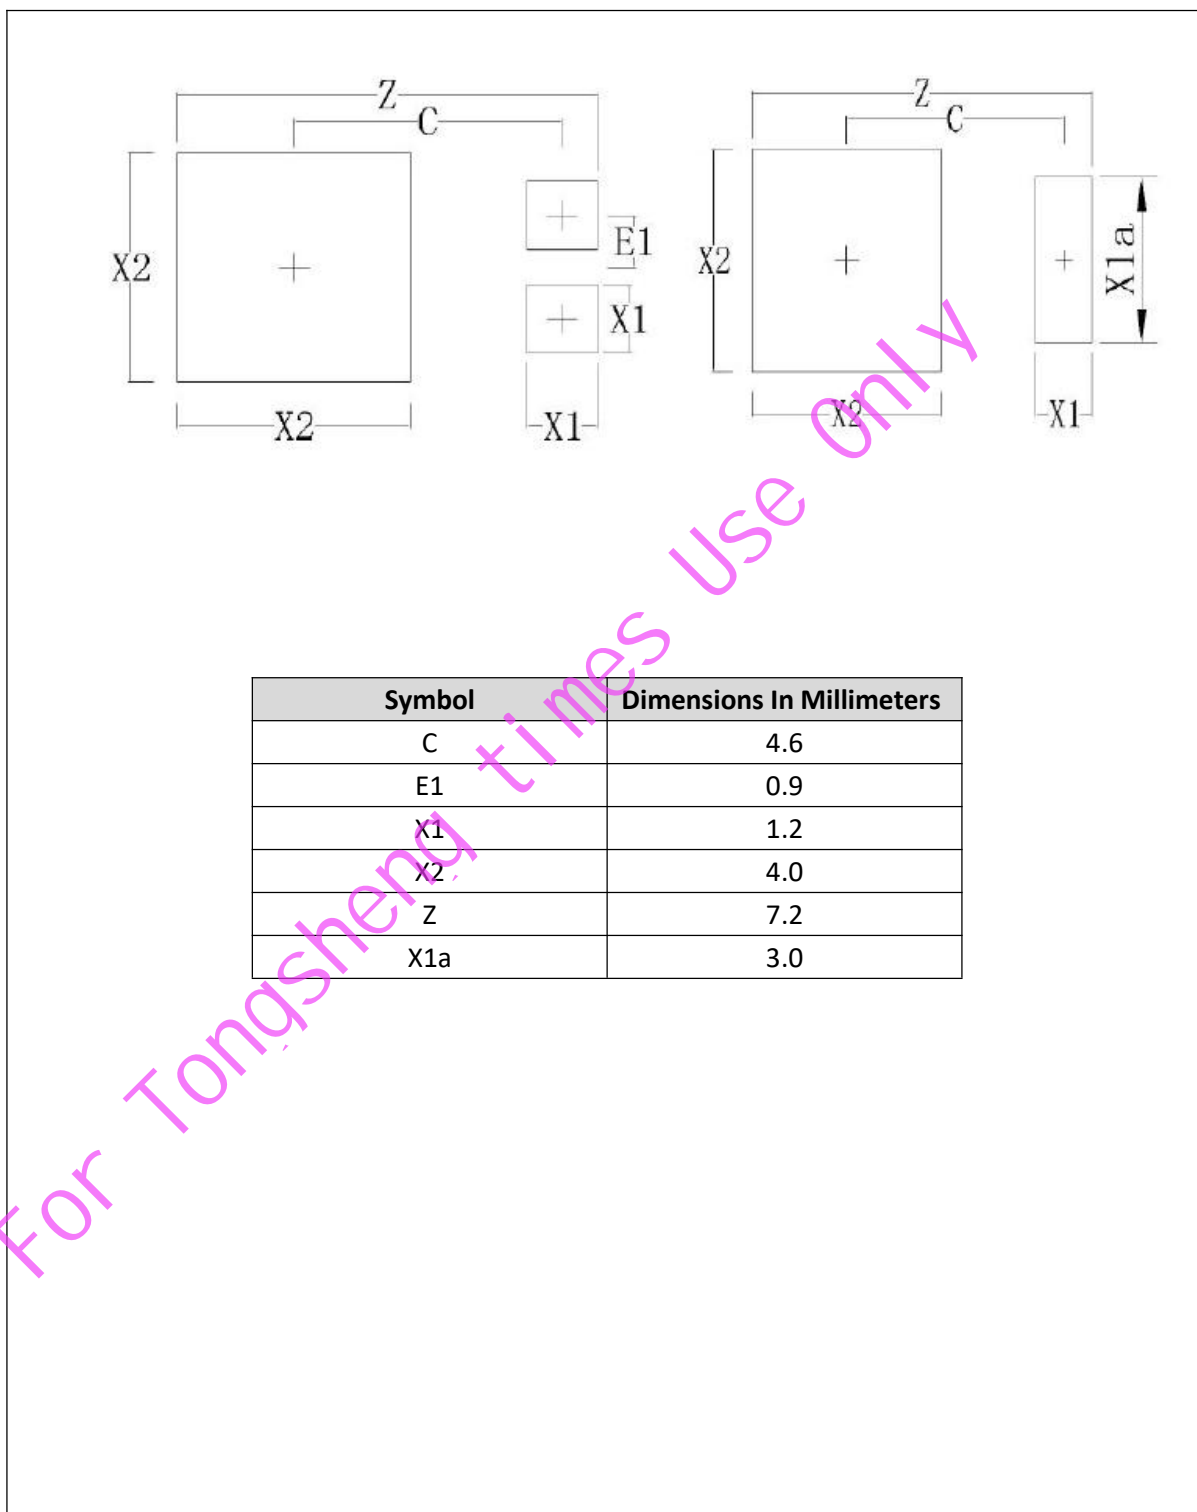 Z
C
X2
E1
X1
X2
X1
Z
C
X2
X1a
X2
X1
Symbol Dimensions In Millimeters
C 4.6
E1 0.9
X1 1.2
X2 4.0
Z 7.2
X1a 3.0
For Tongsheng times Use Only